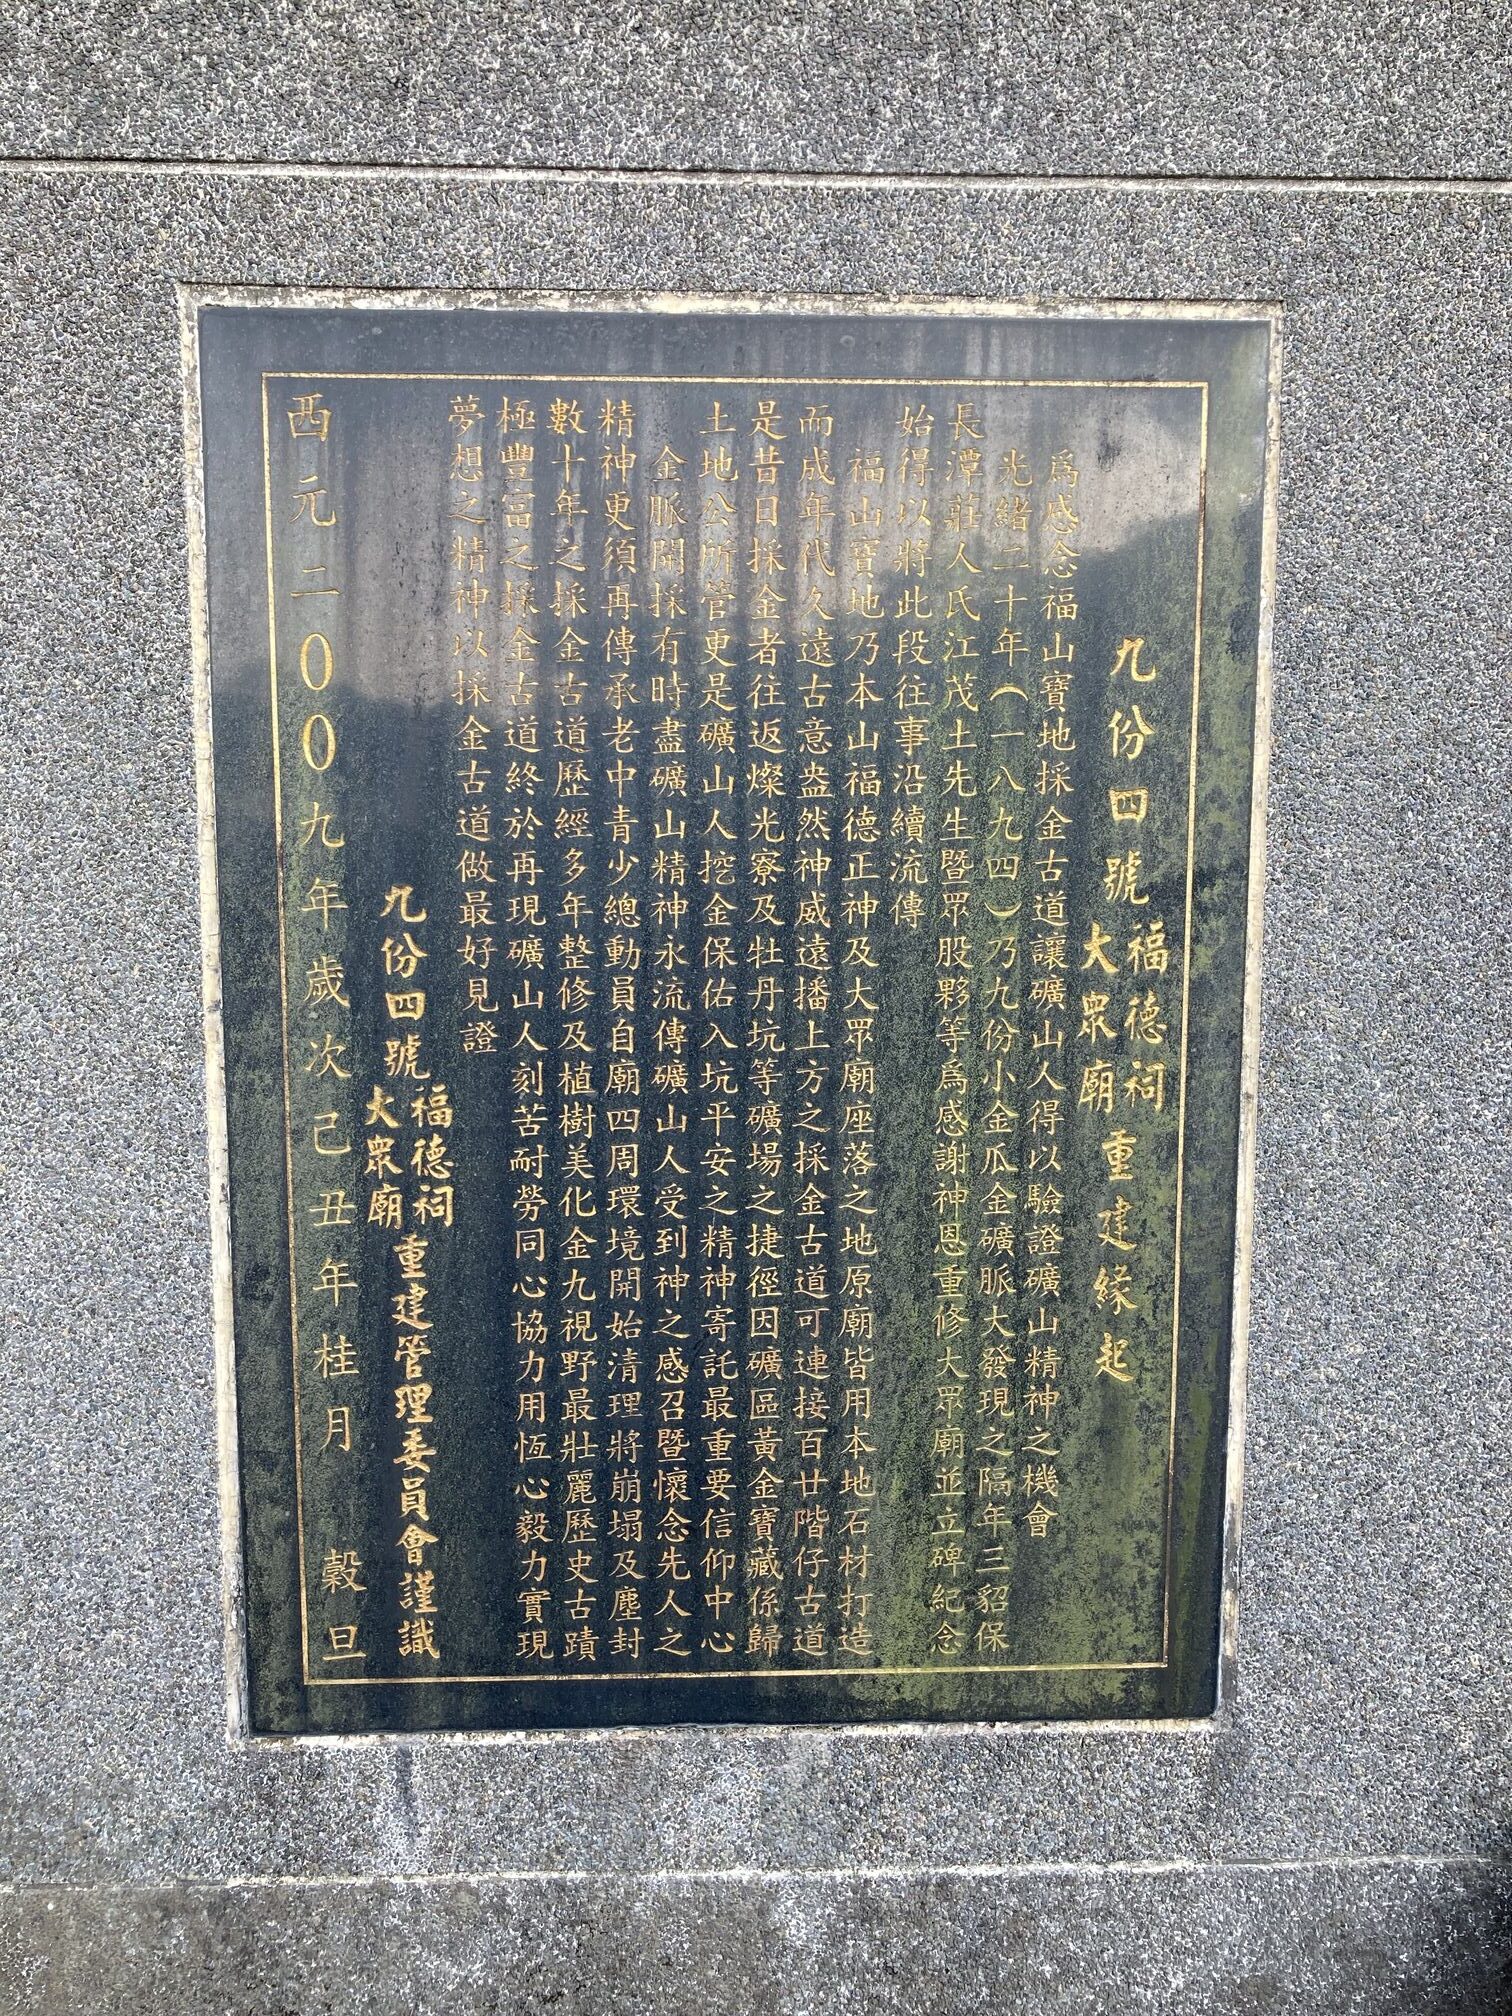 九份四號福德祠大眾廟重建緣起
為感念福山寶地採金古道讓礦山人得以驗證礦山精神之機會
光緒二十年（一八九四）乃九份小金瓜金礦脈大發現之隔年三貂保
長潭莊人氏江茂土先生暨眾股夥等為感謝神恩重修大眾廟並立碑紀念
始得以將此段往事沿續流傳
福山寶地乃本山福德正神及大眾廟座落之地原廟皆用本地石材打造
而成年代久遠古意盎然神威遠播上方之採金古道可連接百廿階仔古道
是昔日採金者往返燦光寮及牡丹坑等礦場之捷徑因礦區黃金寶藏係歸
土地公所管更是礦山人挖金保佑入坑平安之精神寄託最重要信仰中心
金脈開採有時盡礦山精神永流傳礦山人受到神之感召暨懷念先人之
精神更須再傳承老中青少總動員自廟四周環境開始清理將崩塌及塵封
數十年之採金古道歷經多年整修及植樹美化金九視野最壯麗歷史古蹟
極豐富之採金古道終於再現礦山人刻苦耐勞同心協力用恆心毅力實現
夢想之精神以採金古道做最好見證
九份四號福德祠大眾廟重建管理委員會謹識
西元二00九年歲次己丑年桂月 穀旦